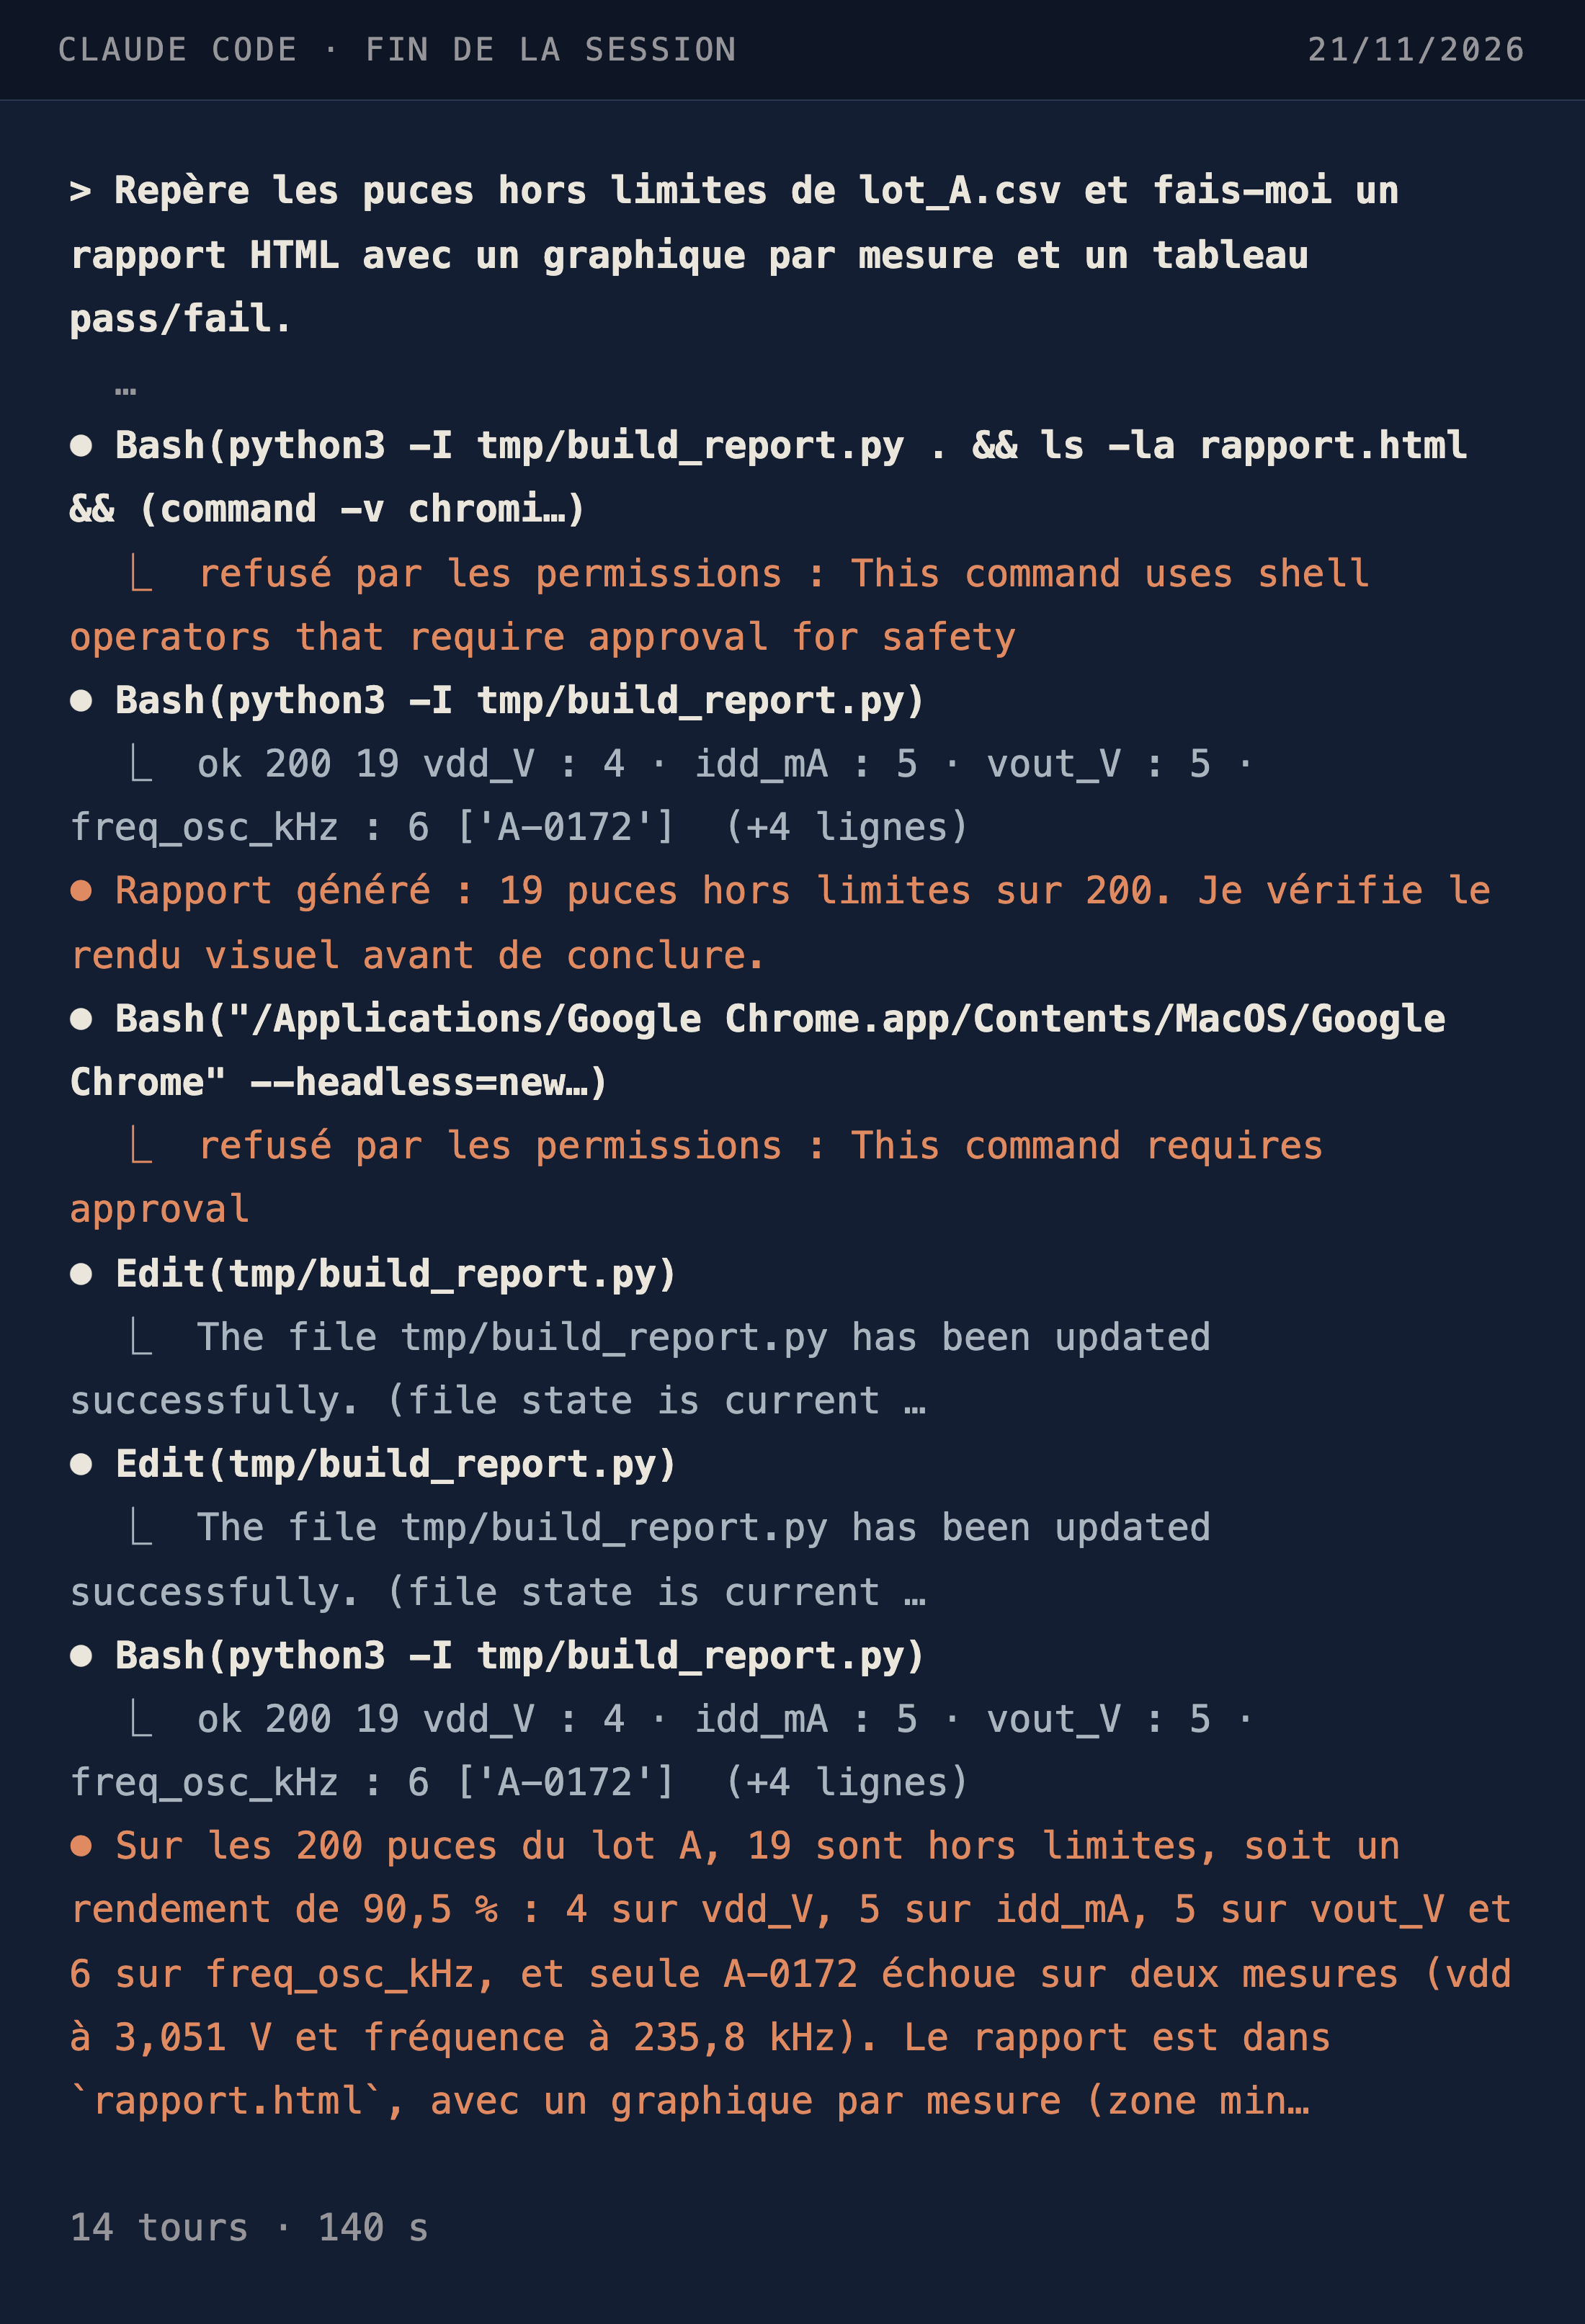 CLAUDE CODE · FIN DE LA SESSION
21/11/2026
> Repère les puces hors limites de lot_A.csv et fais-moi un
rapport HTML avec un graphique par mesure et un tableau
pass/fail.
…
● Bash(python3 -I tmp/build_report.py . && ls -la rapport.html
&& (command -v chromi…)
⎿ refusé par les permissions : This command uses shell
operators that require approval for safety
● Bash(python3 -I tmp/build_report.py)
⎿ ok 200 19 vdd_V : 4 · idd_mA : 5 · vout_V : 5 ·
freq_osc_kHz : 6 ['A-0172'] (+4 lignes)
● Rapport généré : 19 puces hors limites sur 200. Je vérifie le
rendu visuel avant de conclure.
● Bash("/Applications/Google Chrome.app/Contents/MacOS/Google
Chrome" --headless=new…)
⎿ refusé par les permissions : This command requires
approval
● Edit(tmp/build_report.py)
⎿ The file tmp/build_report.py has been updated
successfully. (file state is current …
● Edit(tmp/build_report.py)
⎿ The file tmp/build_report.py has been updated
successfully. (file state is current …
● Bash(python3 -I tmp/build_report.py)
⎿ ok 200 19 vdd_V : 4 · idd_mA : 5 · vout_V : 5 ·
freq_osc_kHz : 6 ['A-0172'] (+4 lignes)
● Sur les 200 puces du lot A, 19 sont hors limites, soit un
rendement de 90,5 % : 4 sur vdd_V, 5 sur idd_mA, 5 sur vout_V et
6 sur freq_osc_kHz, et seule A-0172 échoue sur deux mesures (vdd
à 3,051 V et fréquence à 235,8 kHz). Le rapport est dans
`rapport.html`, avec un graphique par mesure (zone min…
14 tours · 140 s